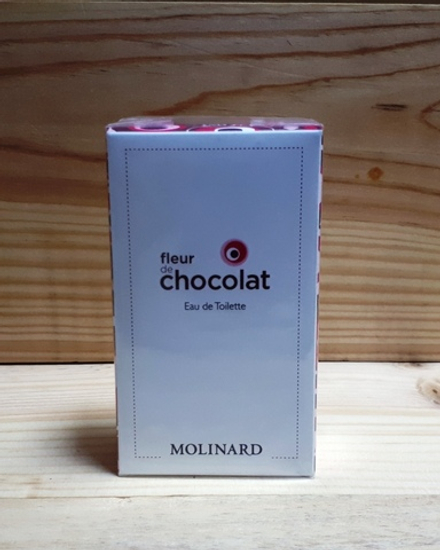 fleur
de
chocolat
Eau de Toilette
MOLINARD